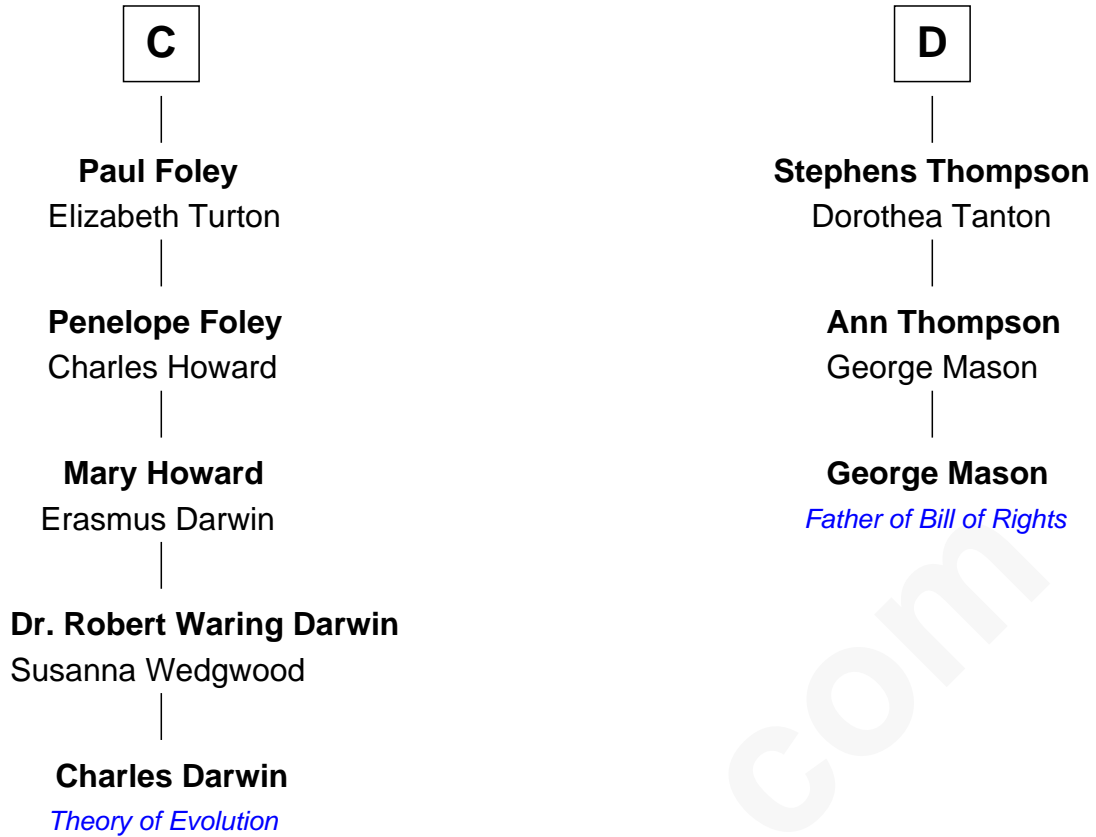 C
Paul Foley
Elizabeth Turton
Penelope Foley
Charles Howard
Mary Howard
Erasmus Darwin
Dr. Robert Waring Darwin
Susanna Wedgwood
Charles Darwin
Theory of Evolution
D
Stephens Thompson
Dorothea Tanton
Ann Thompson
George Mason
George Mason
Father of Bill of Rights
com